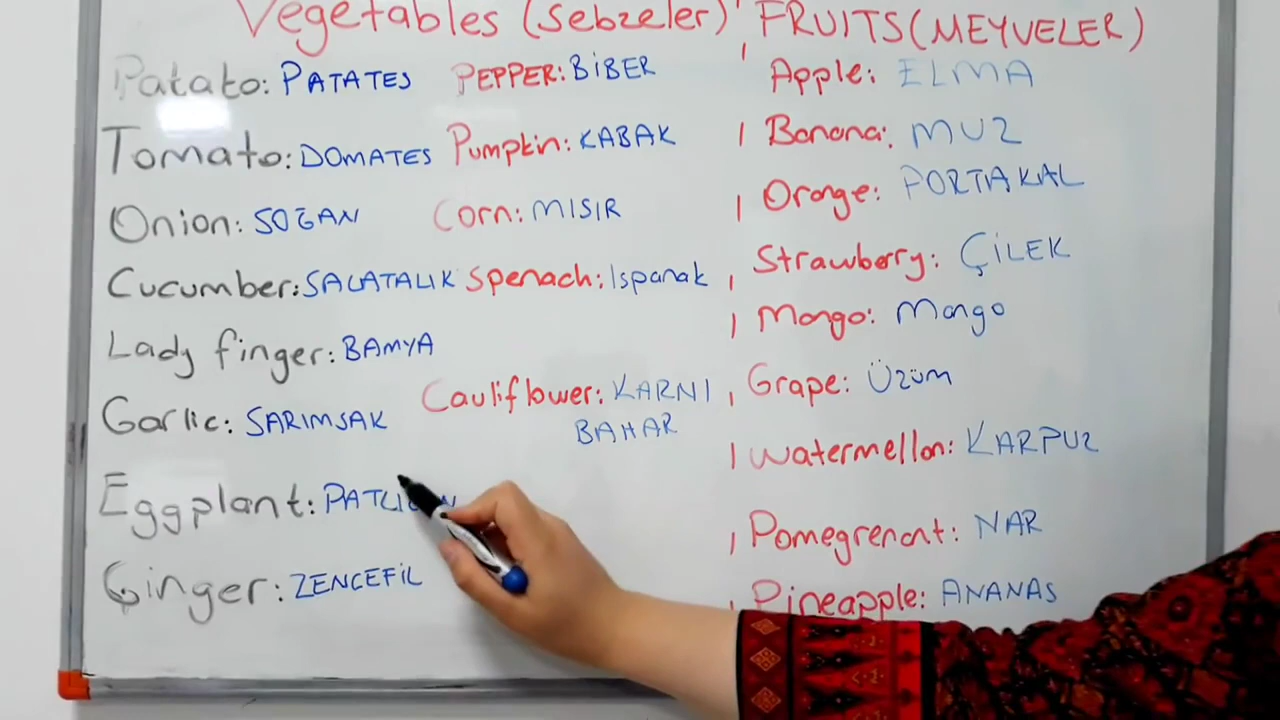 Vegetables (Sebzeler)
Patato: PATATES
Tomato: DOMATES
Onion: SOĞAN
Cucumber: SALATALIK
Lady finger: BAMYA
Garlic: SARIMSAK
Eggplant:
Ginger: ZENCEFİL
PEPPER: BİBER
Pumpkin: KABAK
Corn: MISIR
Spenach: Ispanak
Cauliflower: KARNI
BAHAR
FRUITS (MEYVELER)
Apple: ELMA
Banana: MUZ
Orange: PORTAKAL
Strawberry: ÇİLEK
Mango: Mango
Grape: Üzüm
Watermellon: KARPUZ
Pomegrenat: NAR
Pineapple: ANANAS